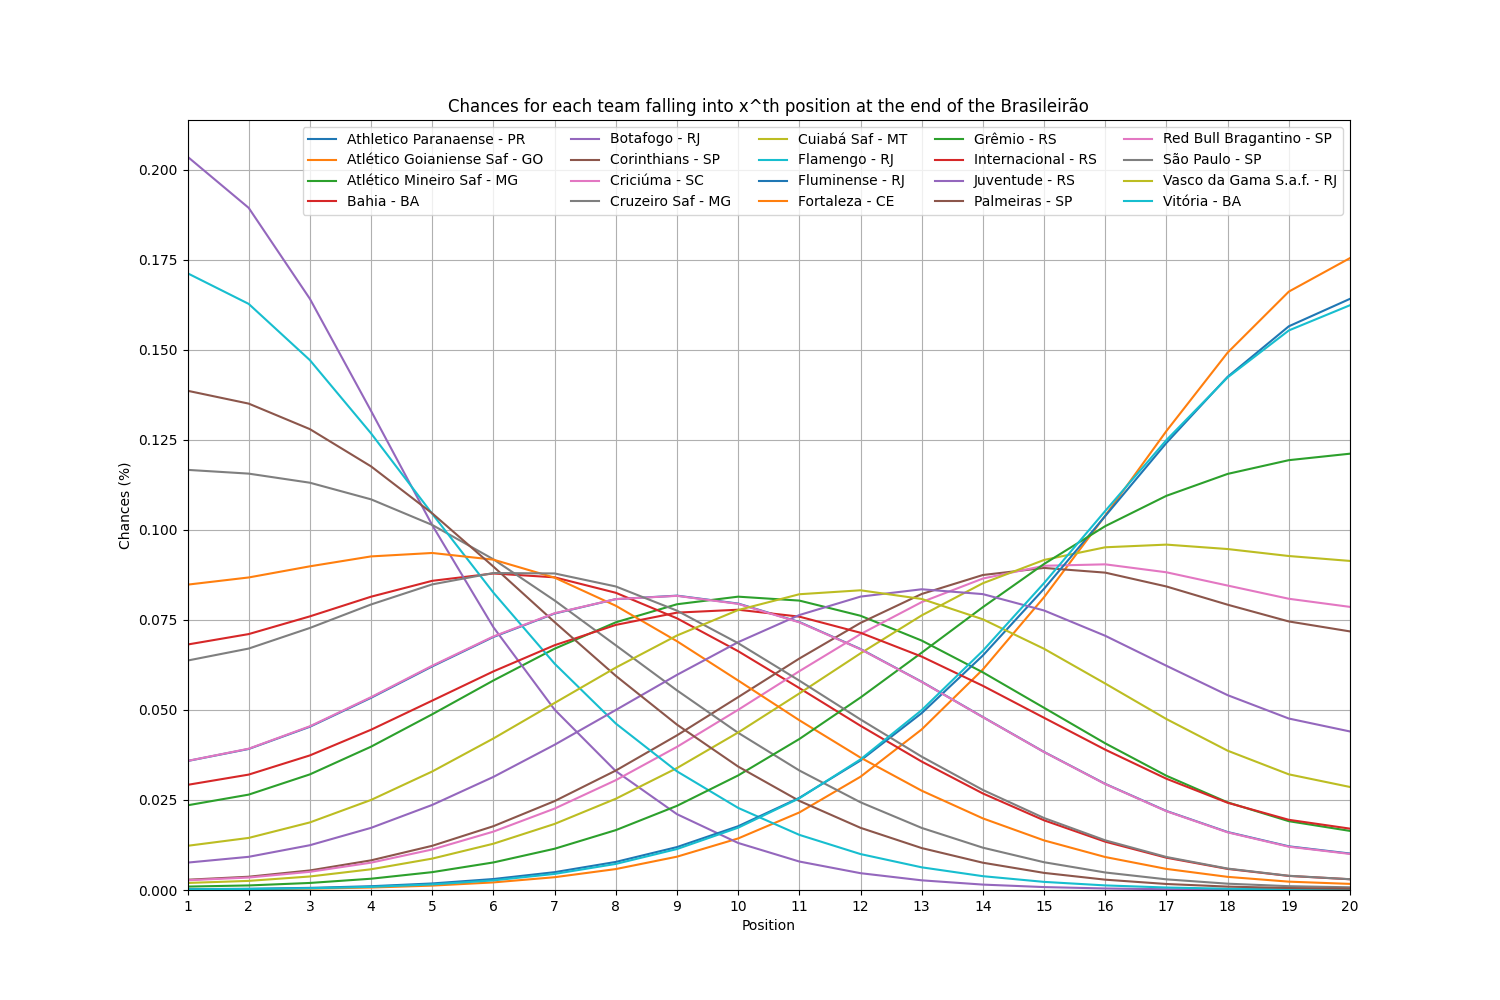 Chances for each team falling into x^th position at the end of the Brasileirão
Athletico Paranaense - PR
Atlético Goianiense Saf - GO
Atlético Mineiro Saf - MG
Bahia - BA
Botafogo - RJ
Corinthians - SP
Criciúma - SC
Cruzeiro Saf - MG
Cuiabá Saf - MT
Flamengo - RJ
Fluminense - RJ
Fortaleza - CE
Grêmio - RS
Internacional - RS
Juventude - RS
Palmeiras - SP
Red Bull Bragantino - SP
São Paulo - SP
Vasco da Gama S.a.f. - RJ
Vitória - BA
Chances (%)
0.200
0.175
0.150
0.125
0.100
0.075
0.050
0.025
0.000
1 2 3 4 5 6 7 8 9 10 11 12 13 14 15 16 17 18 19 20
Position